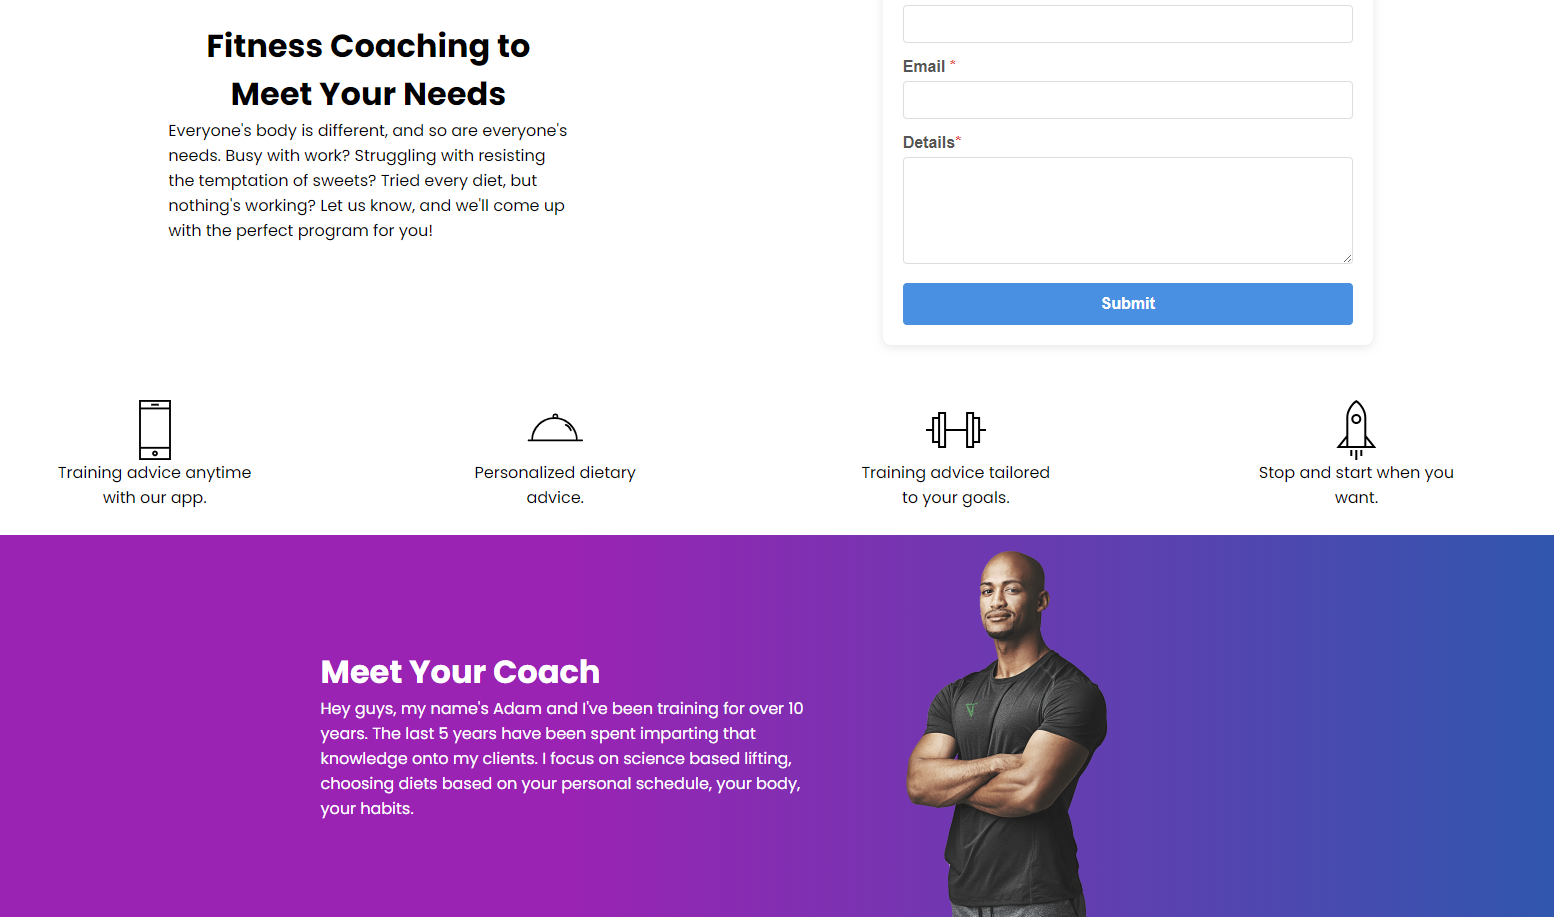 Fitness Coaching to
Meet Your Needs
Everyone's body is different, and so are everyone's
needs. Busy with work? Struggling with resisting
the temptation of sweets? Tried every diet, but
nothing's working? Let us know, and we'll come up
with the perfect program for you!
Email *
Details*
Submit
Training advice anytime
with our app.
Personalized dietary
advice.
Training advice tailored
to your goals.
Stop and start when you
want.
Meet Your Coach
Hey guys, my name's Adam and I've been training for over 10
years. The last 5 years have been spent imparting that
knowledge onto my clients. I focus on science based lifting,
choosing diets based on your personal schedule, your body,
your habits.